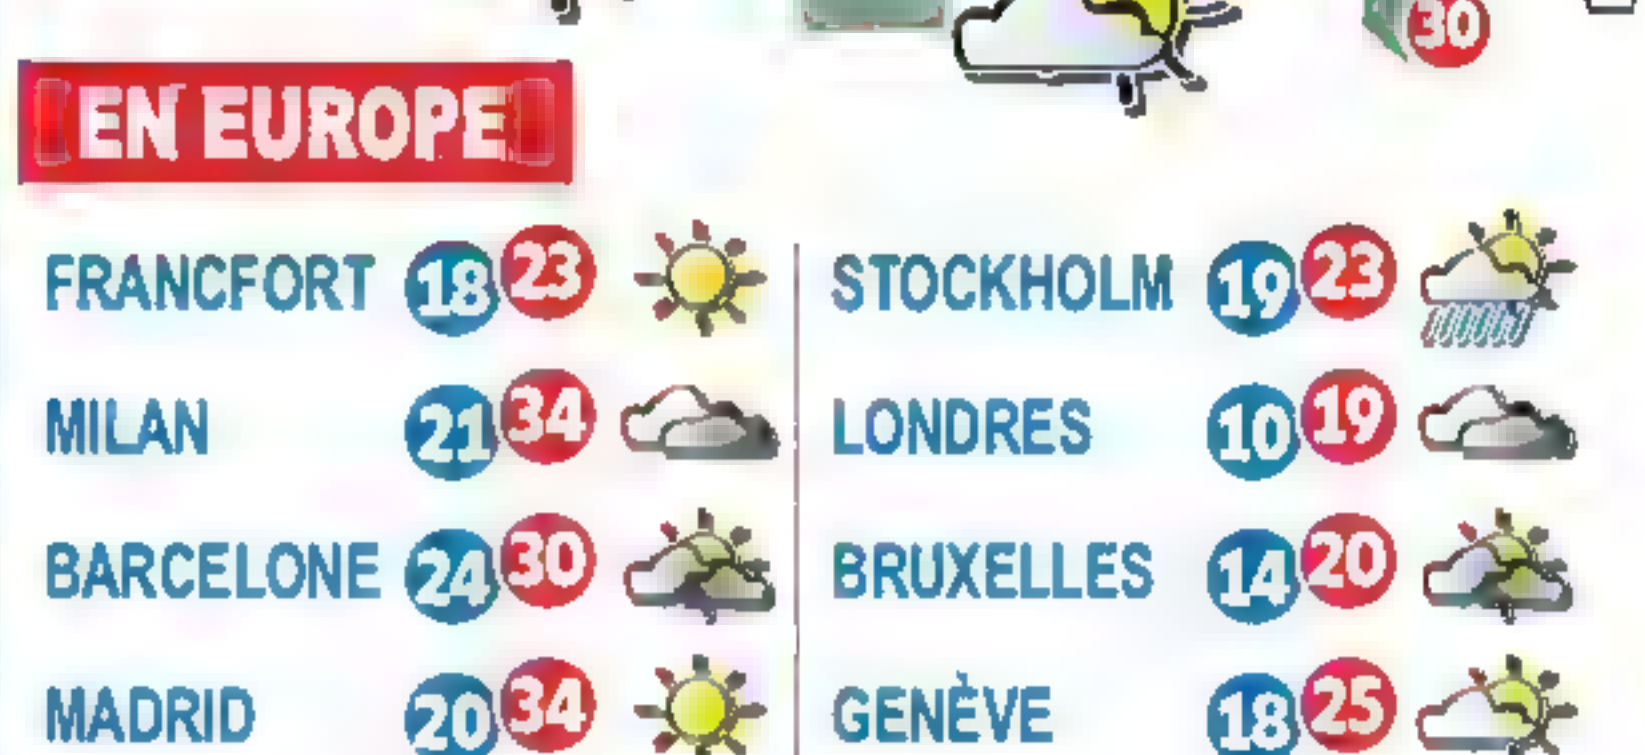 30
EN EUROPE
FRANCFORT 18 23
MILAN 21 34
BARCELONE 24 30
MADRID 20 34
STOCKHOLM 19 23
LONDRES 10 19
BRUXELLES 14 20
GENÈVE 18 25